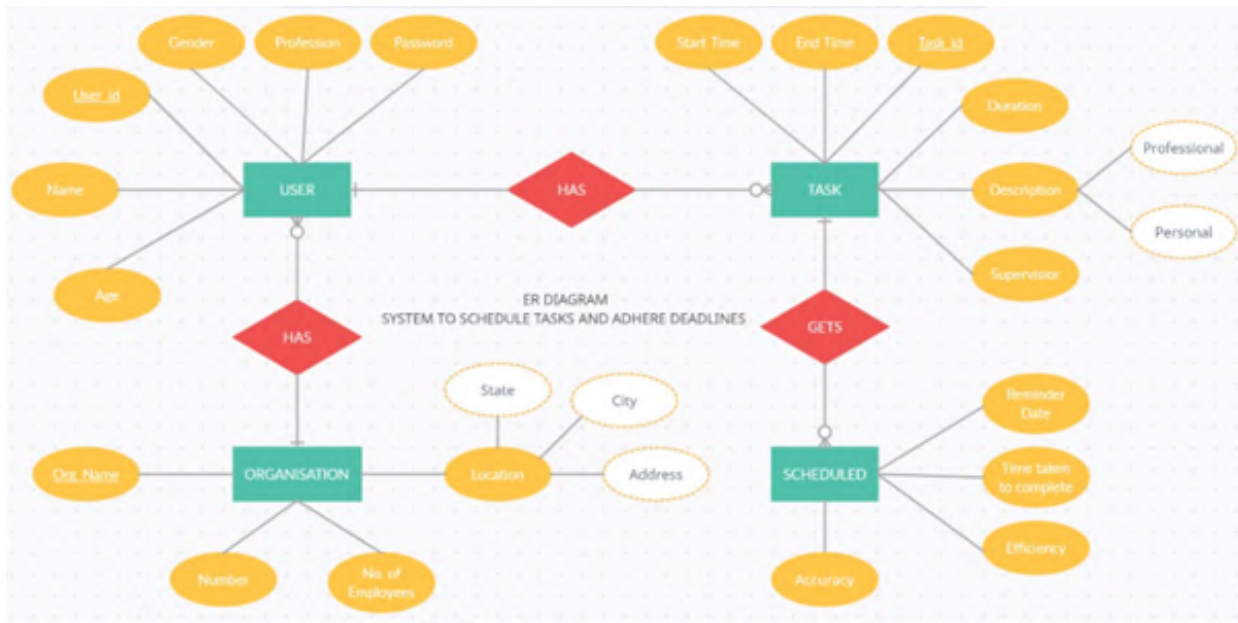 Gender
Profession
Password
Start Time
End Time
Task id
User id
Duration
Professional
Name
USER
HAS
TASK
Description
Personal
Age
Supervisior
ER DIAGRAM
SYSTEM TO SCHEDULE TASKS AND ADHERE DEADLINES
HAS
GETS
State
City
Reminder
Date
Org. Name
ORGANISATION
Location
Address
SCHEDULED
Time taken
to complete
Efficiency
Number
No. of
Employees
Accuracy